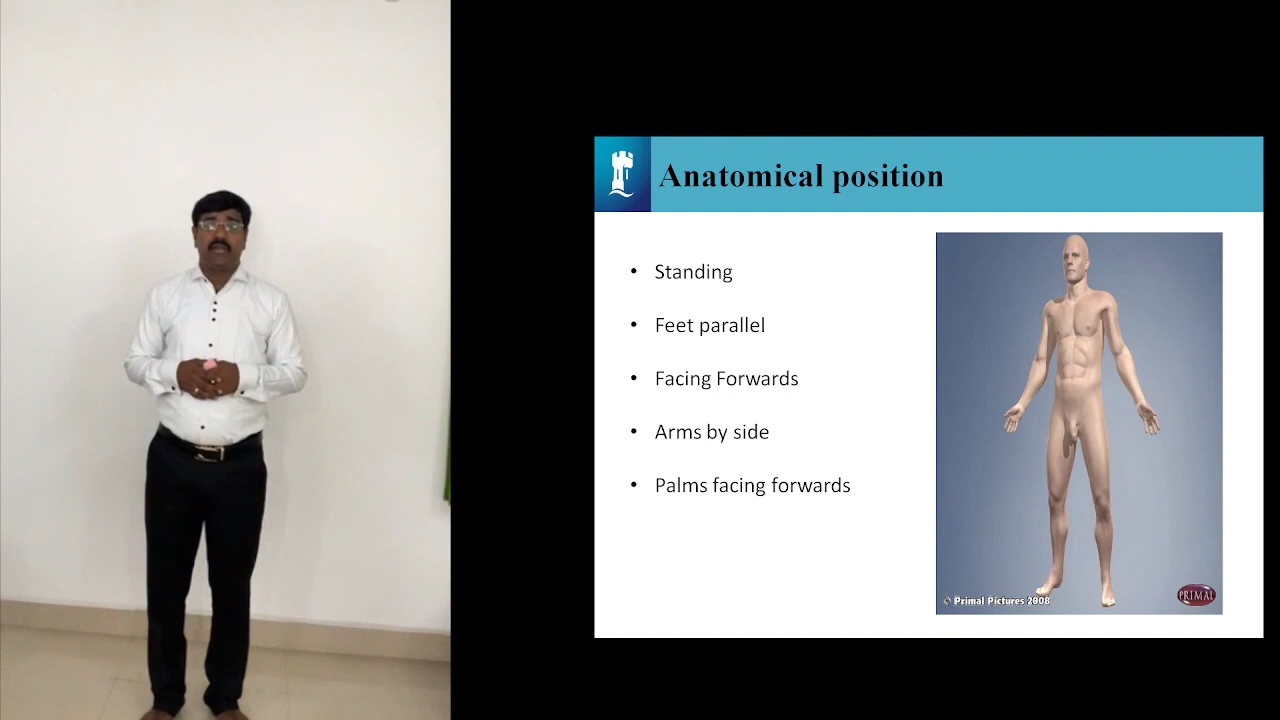 Anatomical position
• Standing
• Feet parallel
• Facing Forwards
• Arms by side
• Palms facing forwards
© Primal Pictures 2008
PRIMAL